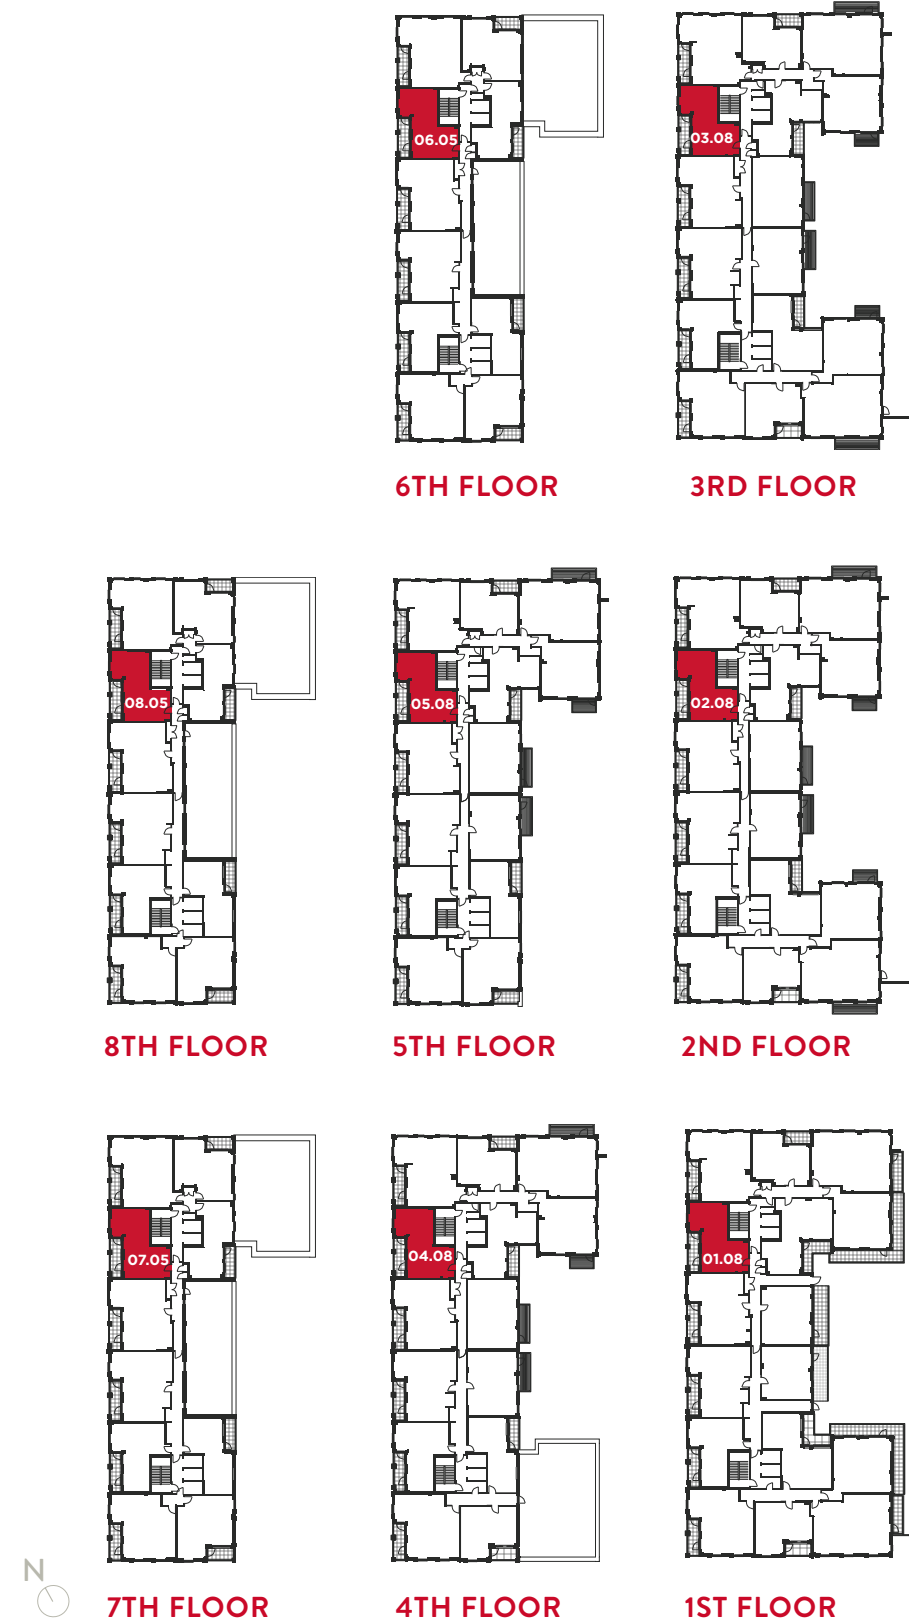 06.05
03.08
6TH FLOOR
3RD FLOOR
08.05
05.08
02.08
8TH FLOOR
5TH FLOOR
2ND FLOOR
07.05
04.08
01.08
N
7TH FLOOR
4TH FLOOR
1ST FLOOR